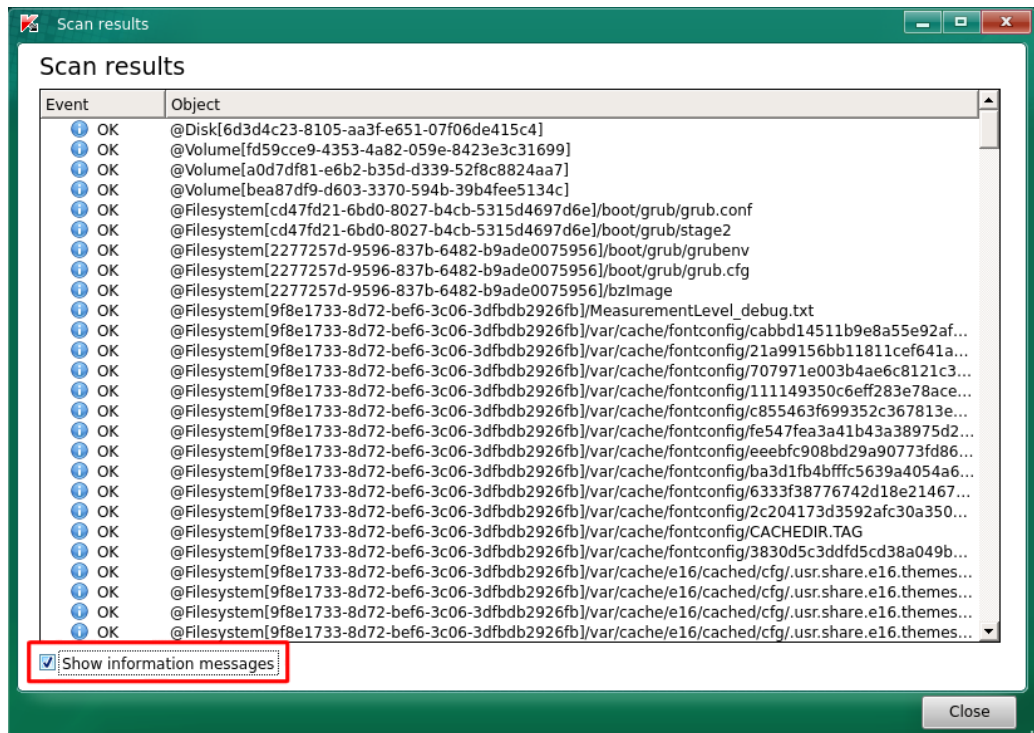 Scan results
Scan results
Event Object
OK @Disk[6d3d4c23-8105-aa3f-e651-07f06de415c4]
OK @Volume[fd59cce9-4353-4a82-059e-8423e3c31699]
OK @Volume[a0d7df81-e6b2-b35d-d339-52f8c8824aa7]
OK @Volume[bea87df9-d603-3370-594b-39b4fee5134c]
OK @Filesystem[cd47fd21-6bd0-8027-b4cb-5315d4697d6e]/boot/grub/grub.conf
OK @Filesystem[cd47fd21-6bd0-8027-b4cb-5315d4697d6e]/boot/grub/stage2
OK @Filesystem[2277257d-9596-837b-6482-b9ade0075956]/boot/grub/grubenv
OK @Filesystem[2277257d-9596-837b-6482-b9ade0075956]/boot/grub/grub.cfg
OK @Filesystem[2277257d-9596-837b-6482-b9ade0075956]/bzImage
OK @Filesystem[9f8e1733-8d72-bef6-3c06-3dfbdb2926fb]/MeasurementLevel_debug.txt
OK @Filesystem[9f8e1733-8d72-bef6-3c06-3dfbdb2926fb]/var/cache/fontconfig/cabbd14511b9e8a55e92af...
OK @Filesystem[9f8e1733-8d72-bef6-3c06-3dfbdb2926fb]/var/cache/fontconfig/21a99156bb11811cef641a...
OK @Filesystem[9f8e1733-8d72-bef6-3c06-3dfbdb2926fb]/var/cache/fontconfig/707971e003b4ae6c8121c3...
OK @Filesystem[9f8e1733-8d72-bef6-3c06-3dfbdb2926fb]/var/cache/fontconfig/111149350c6eff283e78ace...
OK @Filesystem[9f8e1733-8d72-bef6-3c06-3dfbdb2926fb]/var/cache/fontconfig/c855463f699352c367813e...
OK @Filesystem[9f8e1733-8d72-bef6-3c06-3dfbdb2926fb]/var/cache/fontconfig/fe547fea3a41b43a38975d2...
OK @Filesystem[9f8e1733-8d72-bef6-3c06-3dfbdb2926fb]/var/cache/fontconfig/eeebfc908bd29a90773fd86...
OK @Filesystem[9f8e1733-8d72-bef6-3c06-3dfbdb2926fb]/var/cache/fontconfig/ba3d1fb4bfffc5639a4054a6...
OK @Filesystem[9f8e1733-8d72-bef6-3c06-3dfbdb2926fb]/var/cache/fontconfig/6333f38776742d18e21467...
OK @Filesystem[9f8e1733-8d72-bef6-3c06-3dfbdb2926fb]/var/cache/fontconfig/2c204173d3592afc30a350...
OK @Filesystem[9f8e1733-8d72-bef6-3c06-3dfbdb2926fb]/var/cache/fontconfig/CACHEDIR.TAG
OK @Filesystem[9f8e1733-8d72-bef6-3c06-3dfbdb2926fb]/var/cache/fontconfig/3830d5c3ddfd5cd38a049b...
OK @Filesystem[9f8e1733-8d72-bef6-3c06-3dfbdb2926fb]/var/cache/e16/cached/cfg/.usr.share.e16.themes...
OK @Filesystem[9f8e1733-8d72-bef6-3c06-3dfbdb2926fb]/var/cache/e16/cached/cfg/.usr.share.e16.themes...
OK @Filesystem[9f8e1733-8d72-bef6-3c06-3dfbdb2926fb]/var/cache/e16/cached/cfg/.usr.share.e16.themes...
OK @Filesystem[9f8e1733-8d72-bef6-3c06-3dfbdb2926fb]/var/cache/e16/cached/cfg/.usr.share.e16.themes...
Show information messages
Close